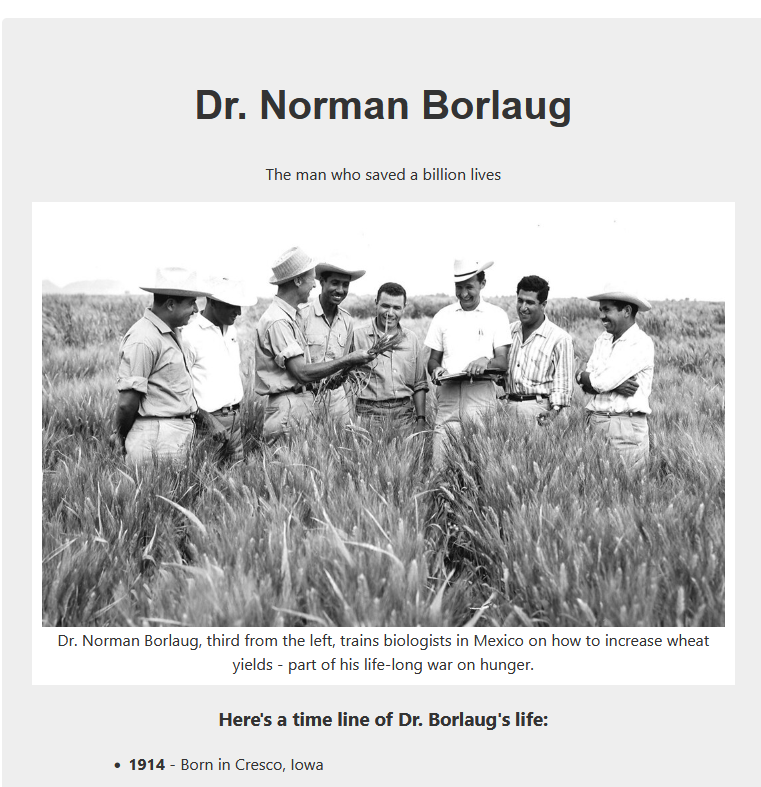 Dr. Norman Borlaug
The man who saved a billion lives
Dr. Norman Borlaug, third from the left, trains biologists in Mexico on how to increase wheat
yields - part of his life-long war on hunger.
Here's a time line of Dr. Borlaug's life:
• 1914 - Born in Cresco, Iowa